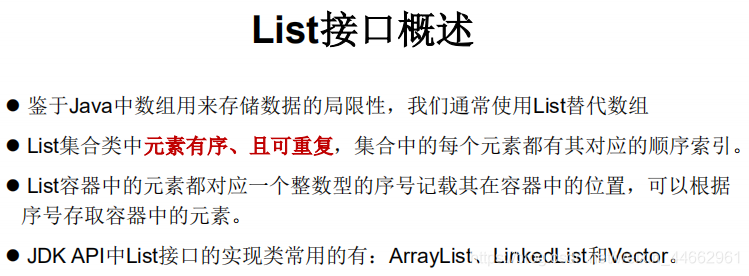 List接口概述
● 鉴于Java中数组用来存储数据的局限性，我们通常使用List替代数组
● List集合类中元素有序、且可重复，集合中的每个元素都有其对应的顺序索引。
● List容器中的元素都对应一个整数型的序号记载其在容器中的位置，可以根据
序号存取容器中的元素。
● JDK API中List接口的实现类常用的有：ArrayList、LinkedList和Vector。
44662961